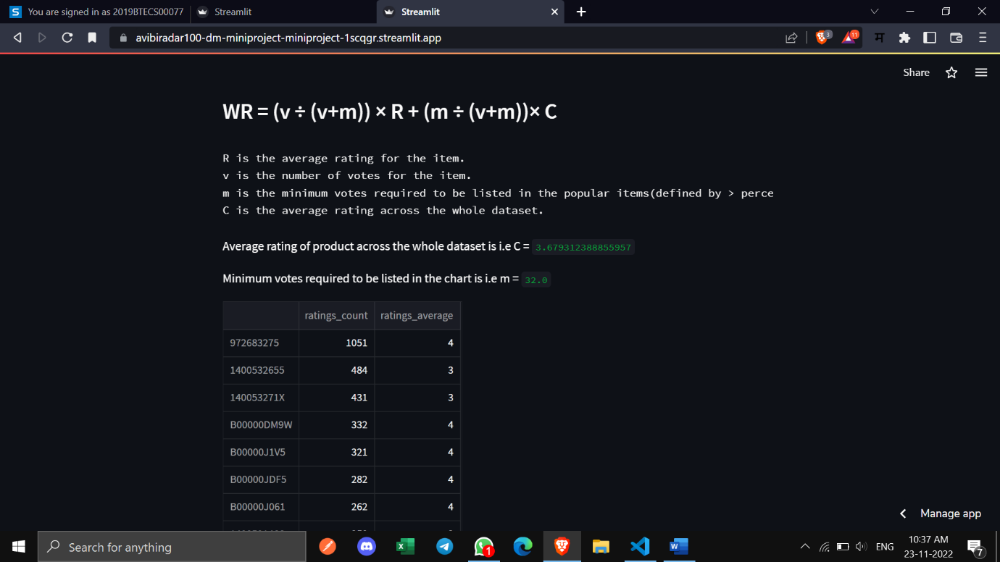 You are signed in as 2019BTECS00077
Streamlit
Streamlit
avibiradar100-dm-miniproject-miniproject-1scqgr.streamlit.app
3
11
म
Share
WR = (v ÷ (v+m)) × R + (m ÷ (v+m))× C
R is the average rating for the item.
v is the number of votes for the item.
m is the minimum votes required to be listed in the popular items(defined by > perce
C is the average rating across the whole dataset.
Average rating of product across the whole dataset is i.e C = 3.679312388855957
Minimum votes required to be listed in the chart is i.e m = 32.0
ratings_count ratings_average
972683275 1051 4
1400532655 484 3
140053271X 431 3
B00000DM9W 332 4
B00000J1V5 321 4
B00000JDF5 282 4
B00000J061 262 4
Manage app
Search for anything
1
ENG
10:37 AM
23-11-2022
7